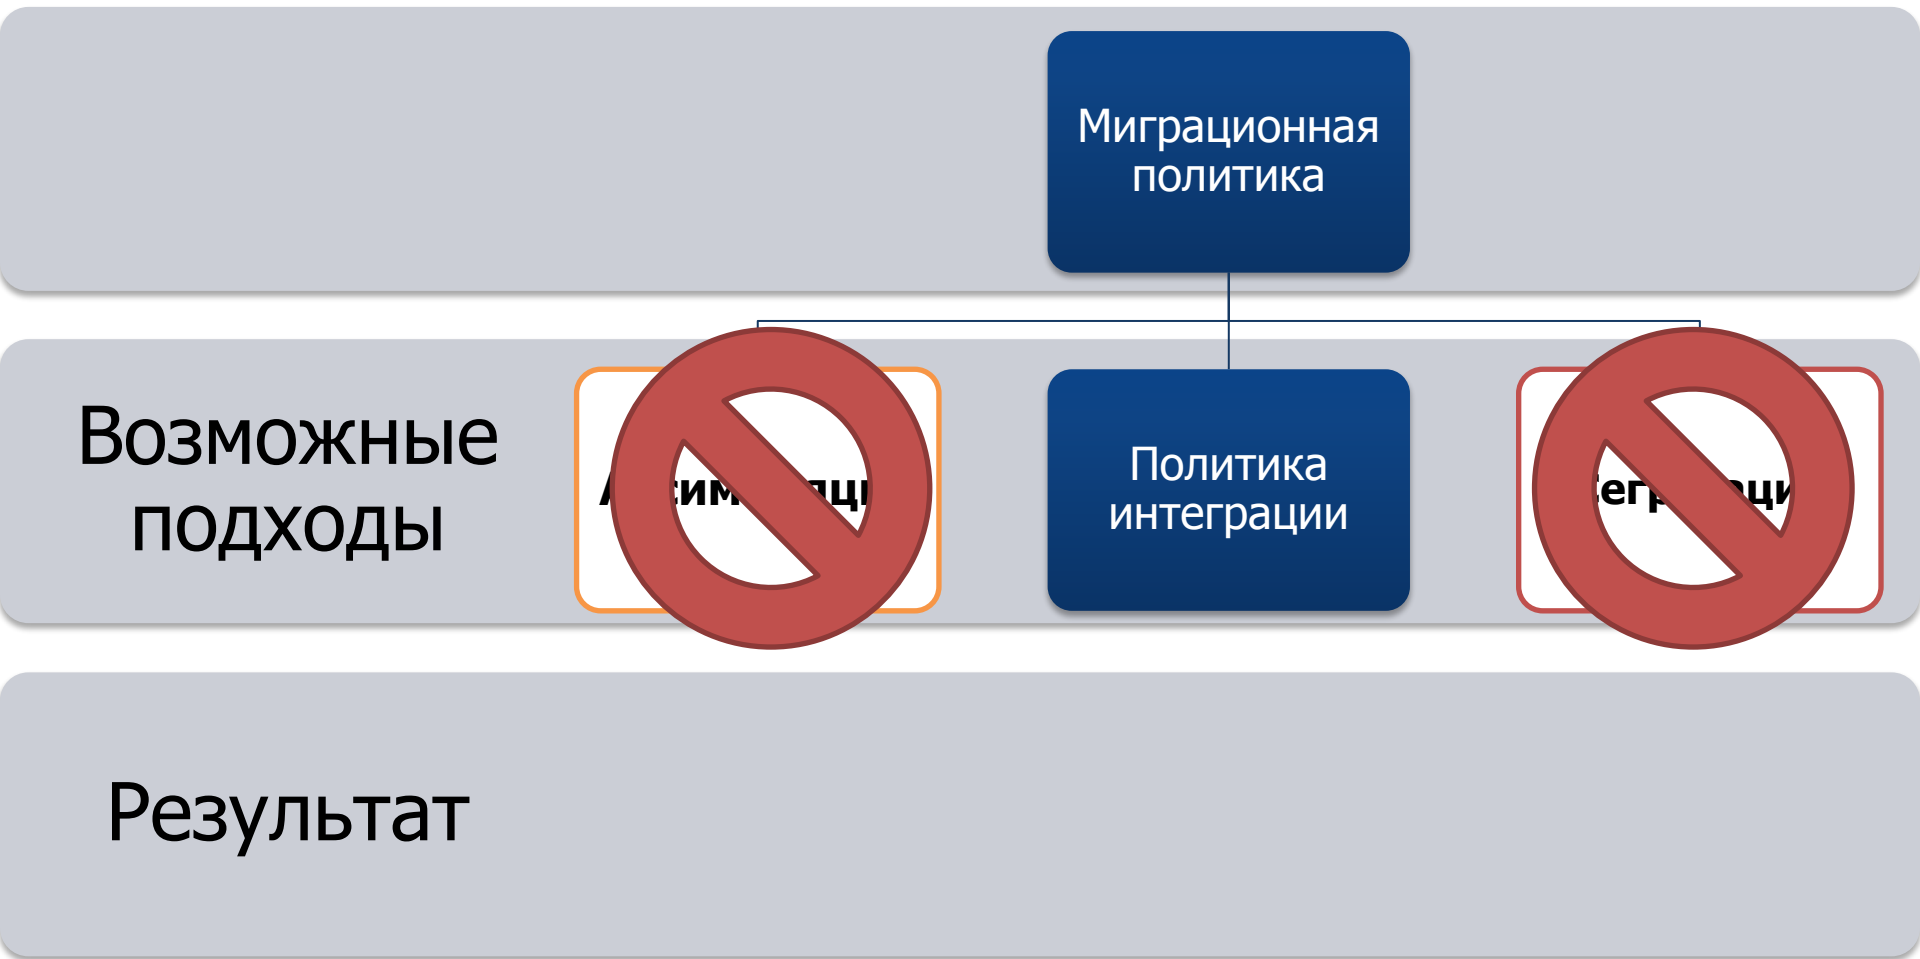 Миграционная
политика
Возможные
подходы
Политика
интеграции
Результат